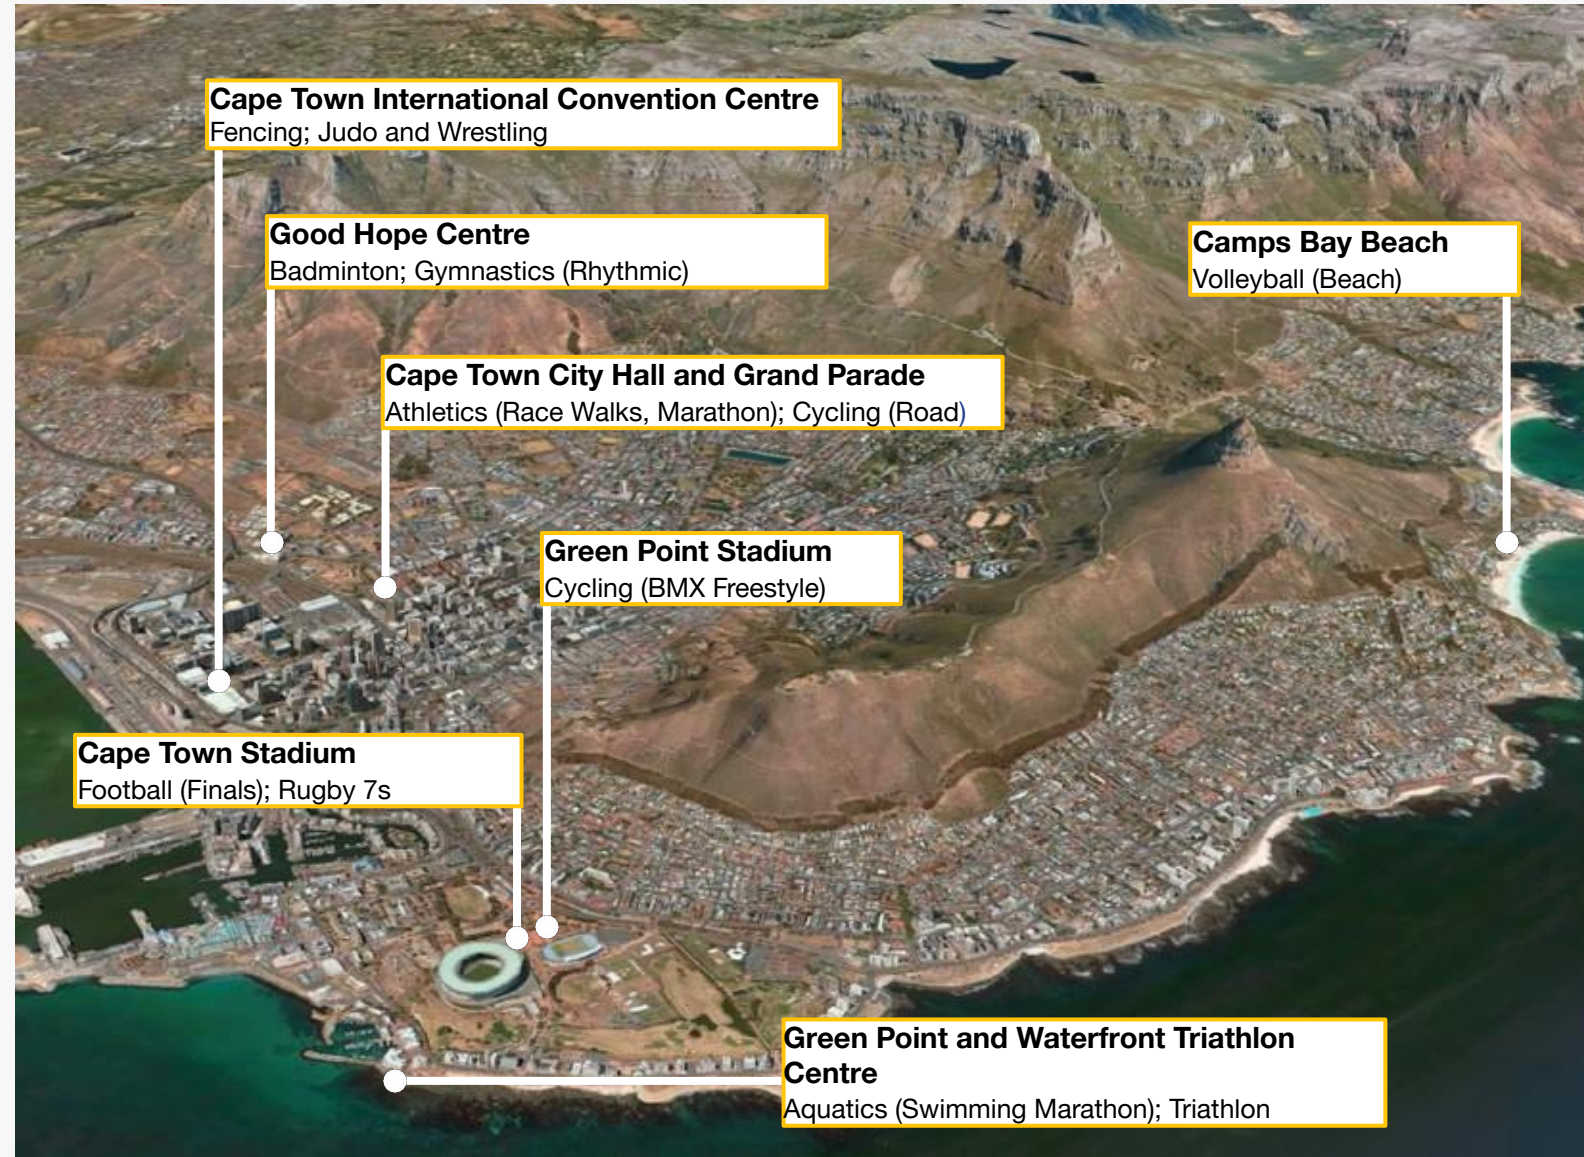 Cape Town International Convention Centre
Fencing; Judo and Wrestling
Good Hope Centre
Badminton; Gymnastics (Rhythmic)
Camps Bay Beach
Volleyball (Beach)
Cape Town City Hall and Grand Parade
Athletics (Race Walks, Marathon); Cycling (Road)
Green Point Stadium
Cycling (BMX Freestyle)
Cape Town Stadium
Football (Finals); Rugby 7s
Green Point and Waterfront Triathlon
Centre
Aquatics (Swimming Marathon); Triathlon